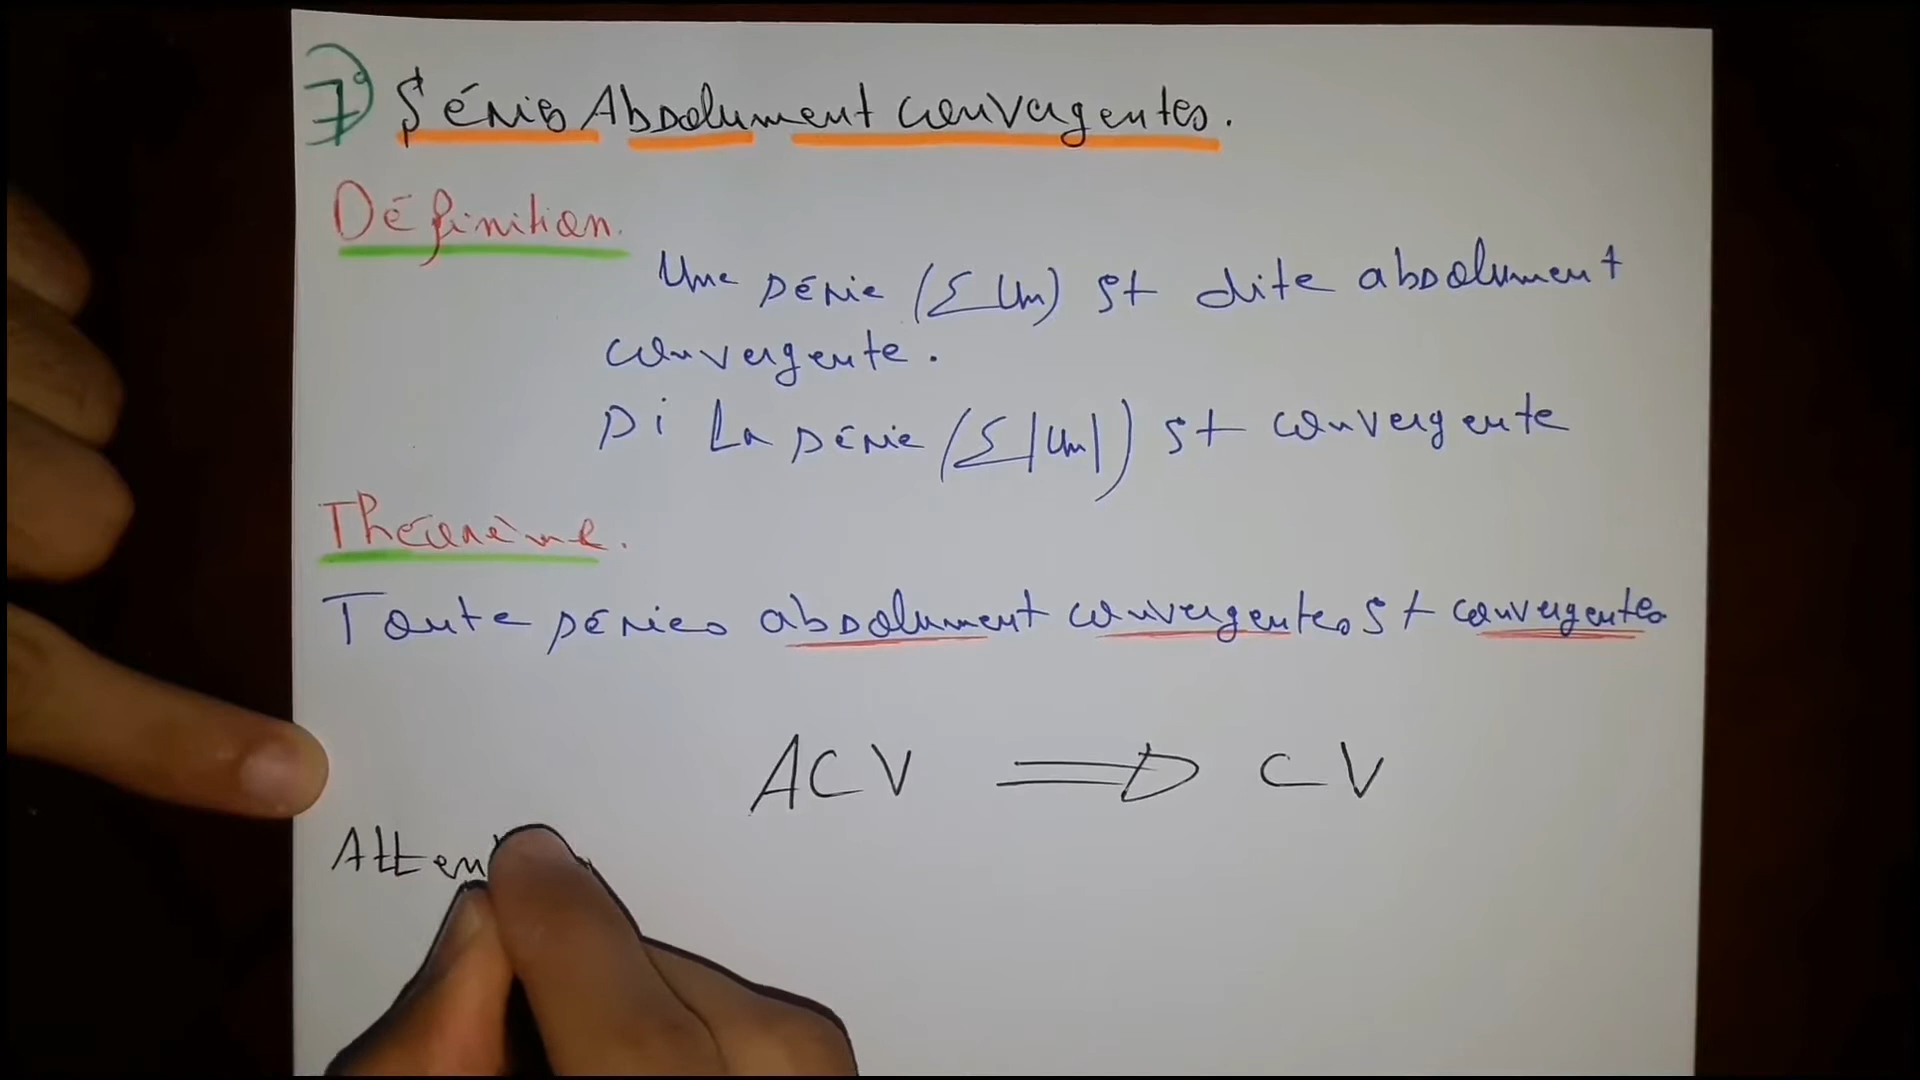 7° Séries Absolument convergentes.
Définition.
Une série (Σ Un) st dite absolument
convergente.
si La série (Σ |Un|) st convergente
Théorème.
Toute séries absolument convergentes st convergentes
ACV ⇒ CV
Atten